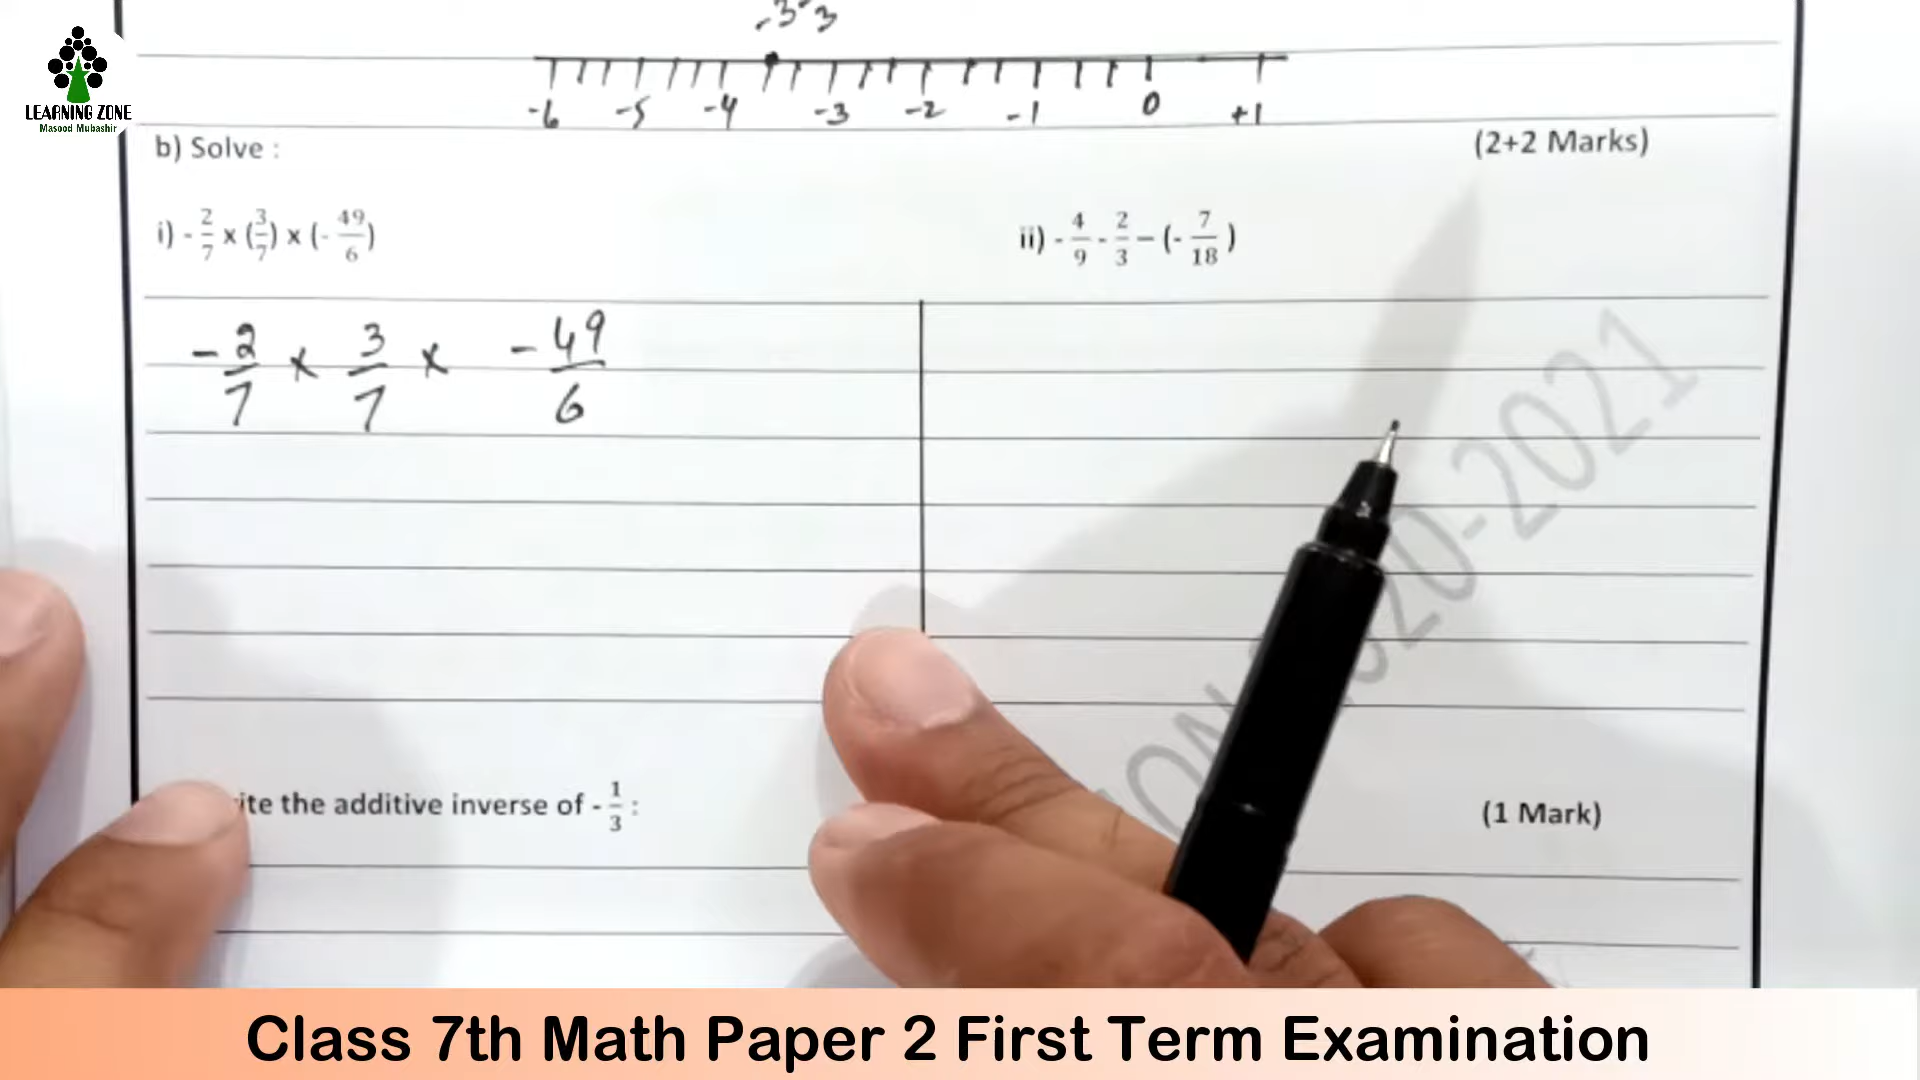 -3 3
-6 -5 -4 -3 -2 -1 0 +1
LEARNING ZONE
Masood Mubashir
b) Solve : (2+2 Marks)
i) - 2/7 x (3/7) x (- 49/6) ii) - 4/9 - 2/3 – (- 7/18 )
- 2/7 × 3/7 × - 49/6
2020-2021
ite the additive inverse of - 1/3 : (1 Mark)
Class 7th Math Paper 2 First Term Examination